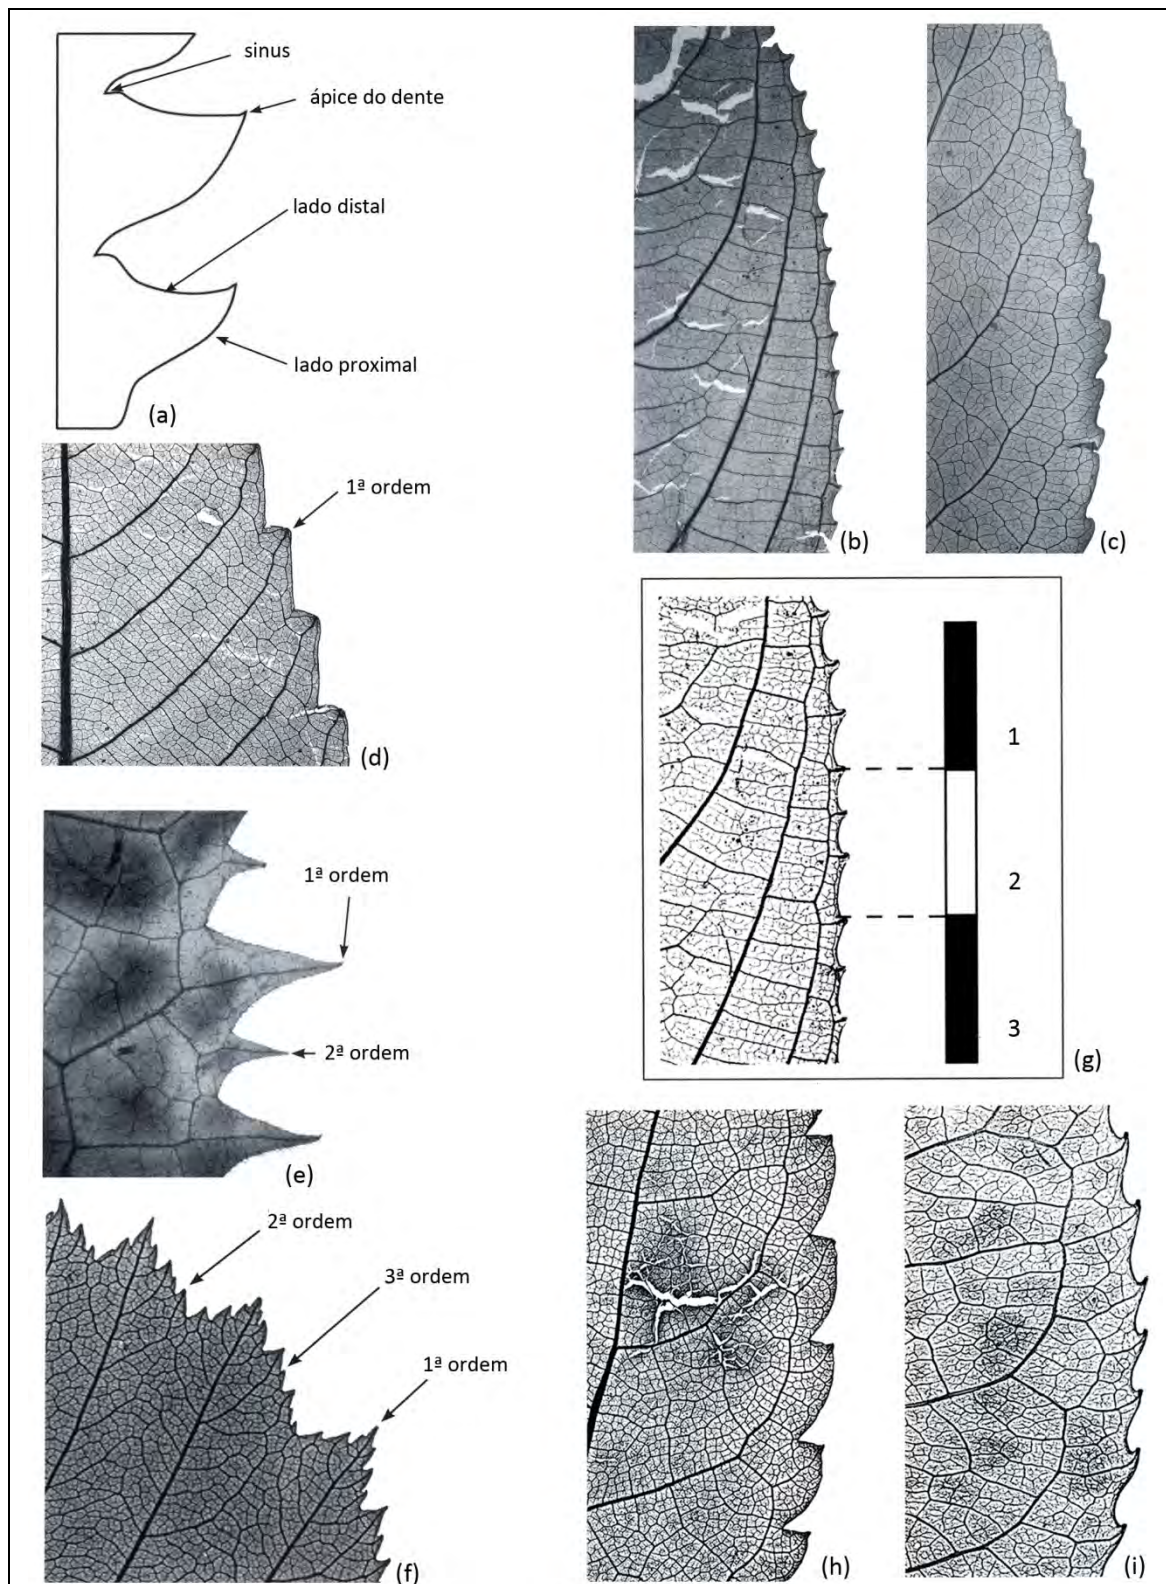 sinus
ápice do dente
lado distal
lado proximal
(a)
(b)
(c)
1ª ordem
(d)
1ª ordem
2ª ordem
(e)
1
2
3
(g)
2ª ordem
3ª ordem
1ª ordem
(f)
(h)
(i)